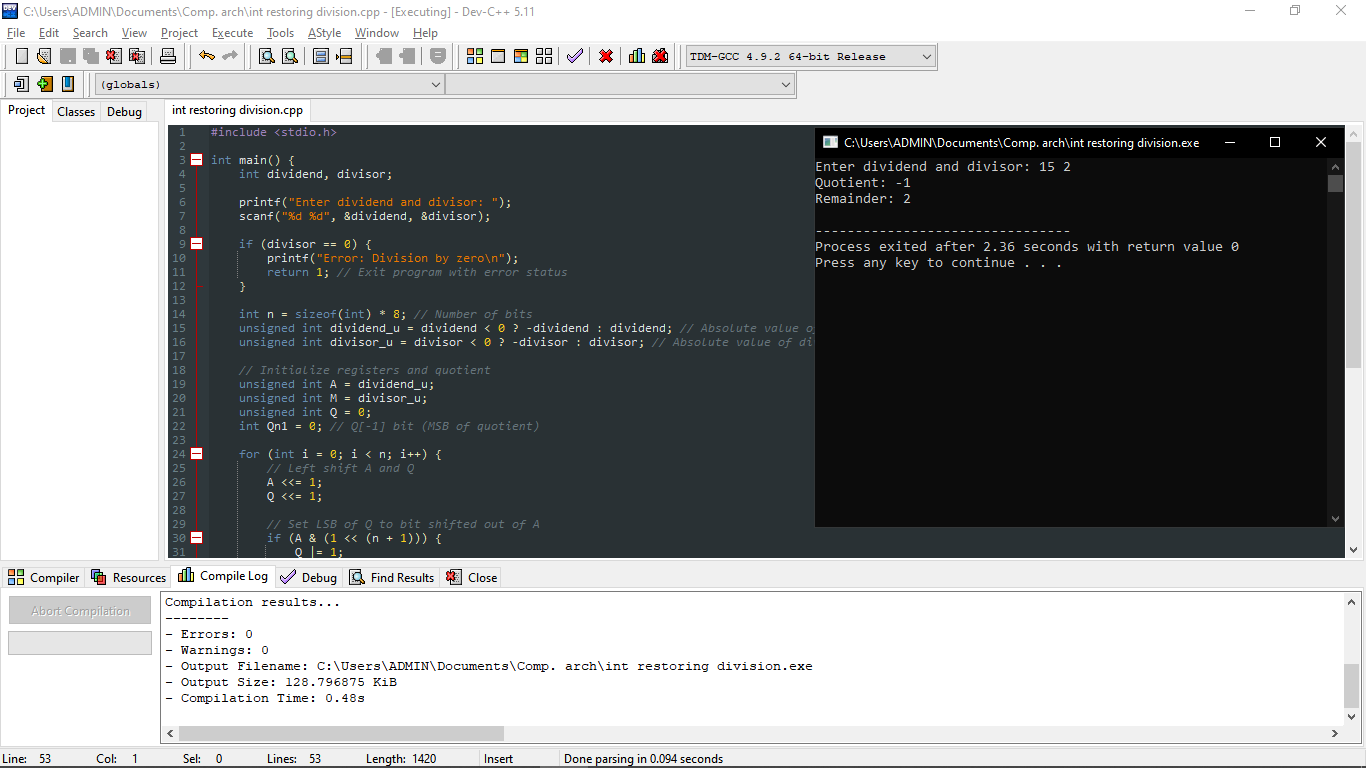 C:\Users\ADMIN\Documents\Comp. arch\int restoring division.cpp - [Executing] - Dev-C++ 5.11
File Edit Search View Project Execute Tools AStyle Window Help
TDM-GCC 4.9.2 64-bit Release
(globals)
Project Classes Debug
int restoring division.cpp
1 #include <stdio.h>
2
3 int main() {
4 int dividend, divisor;
5
6 printf("Enter dividend and divisor: ");
7 scanf("%d %d", &dividend, &divisor);
8
9 if (divisor == 0) {
10 printf("Error: Division by zero\n");
11 return 1; // Exit program with error status
12 }
13
14 int n = sizeof(int) * 8; // Number of bits
15 unsigned int dividend_u = dividend < 0 ? -dividend : dividend; // Absolute value o
16 unsigned int divisor_u = divisor < 0 ? -divisor : divisor; // Absolute value of di
17
18 // Initialize registers and quotient
19 unsigned int A = dividend_u;
20 unsigned int M = divisor_u;
21 unsigned int Q = 0;
22 int Qn1 = 0; // Q[-1] bit (MSB of quotient)
23
24 for (int i = 0; i < n; i++) {
25 // Left shift A and Q
26 A <<= 1;
27 Q <<= 1;
28
29 // Set LSB of Q to bit shifted out of A
30 if (A & (1 << (n + 1))) {
31 Q |= 1;
C:\Users\ADMIN\Documents\Comp. arch\int restoring division.exe
Enter dividend and divisor: 15 2
Quotient: -1
Remainder: 2
--------------------------------
Process exited after 2.36 seconds with return value 0
Press any key to continue . . .
Compiler Resources Compile Log Debug Find Results Close
Abort Compilation
Compilation results...
--------
- Errors: 0
- Warnings: 0
- Output Filename: C:\Users\ADMIN\Documents\Comp. arch\int restoring division.exe
- Output Size: 128.796875 KiB
- Compilation Time: 0.48s
Line: 53 Col: 1 Sel: 0 Lines: 53 Length: 1420 Insert Done parsing in 0.094 seconds